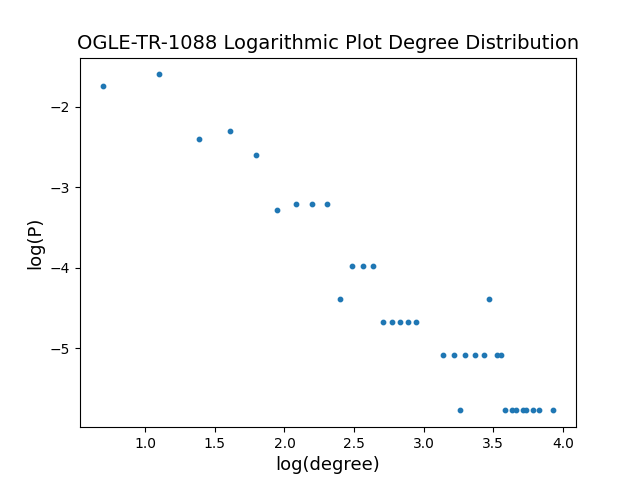 OGLE-TR-1088 Logarithmic Plot Degree Distribution
−2
−3
−4
−5
log(P)
1.0 1.5 2.0 2.5 3.0 3.5 4.0
log(degree)